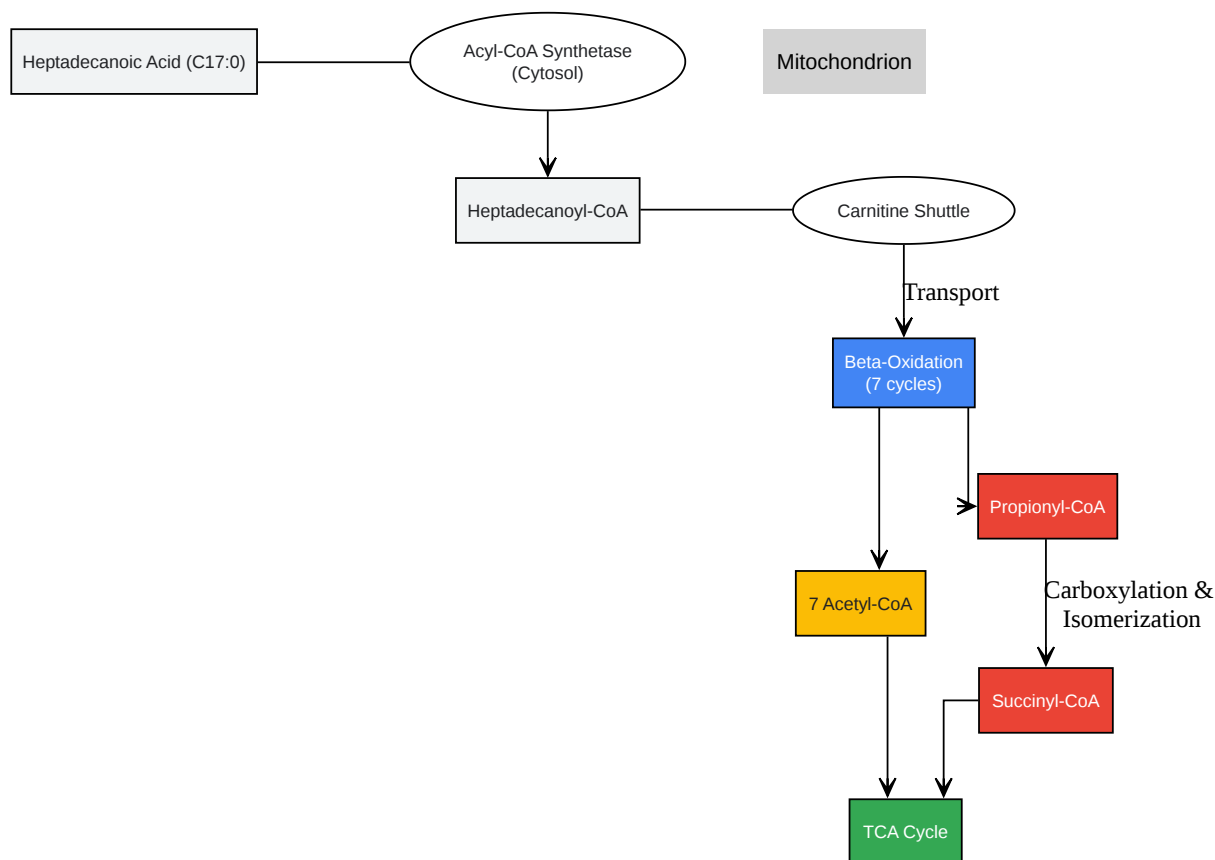 Heptadecanoic Acid (C17:0)
Acyl-CoA Synthetase
(Cytosol)
Mitochondrion
Heptadecanoyl-CoA
Carnitine Shuttle
Transport
Beta-Oxidation
(7 cycles)
Propionyl-CoA
7 Acetyl-CoA
Carboxylation &
Isomerization
Succinyl-CoA
TCA Cycle